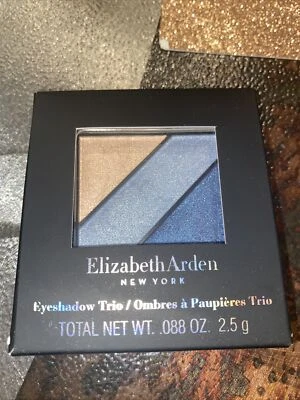 Elizabeth Arden
NEW YORK
Eyeshadow Trio / Ombres à Paupières Trio
TOTAL NET WT. .088 OZ. 2.5 g